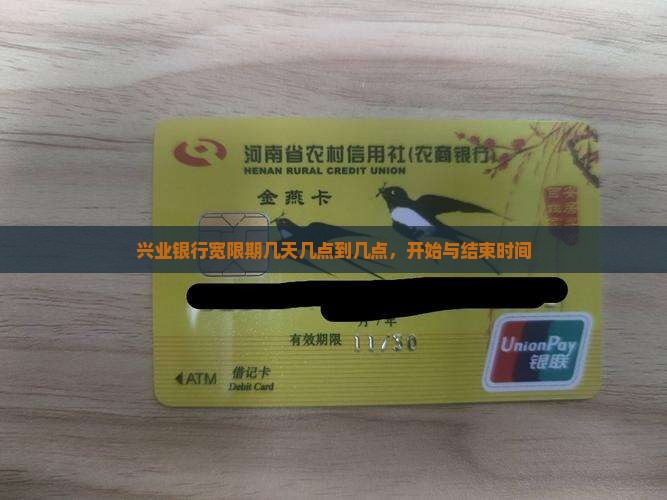 河南省农村信用社(农商银行)
HENAN RURAL CREDIT UNION
金燕卡
兴业银行宽限期几天几点到几点，开始与结束时间
月/年
有效期限 11/30
UnionPay
银联
ATM
借记卡
Debit Card